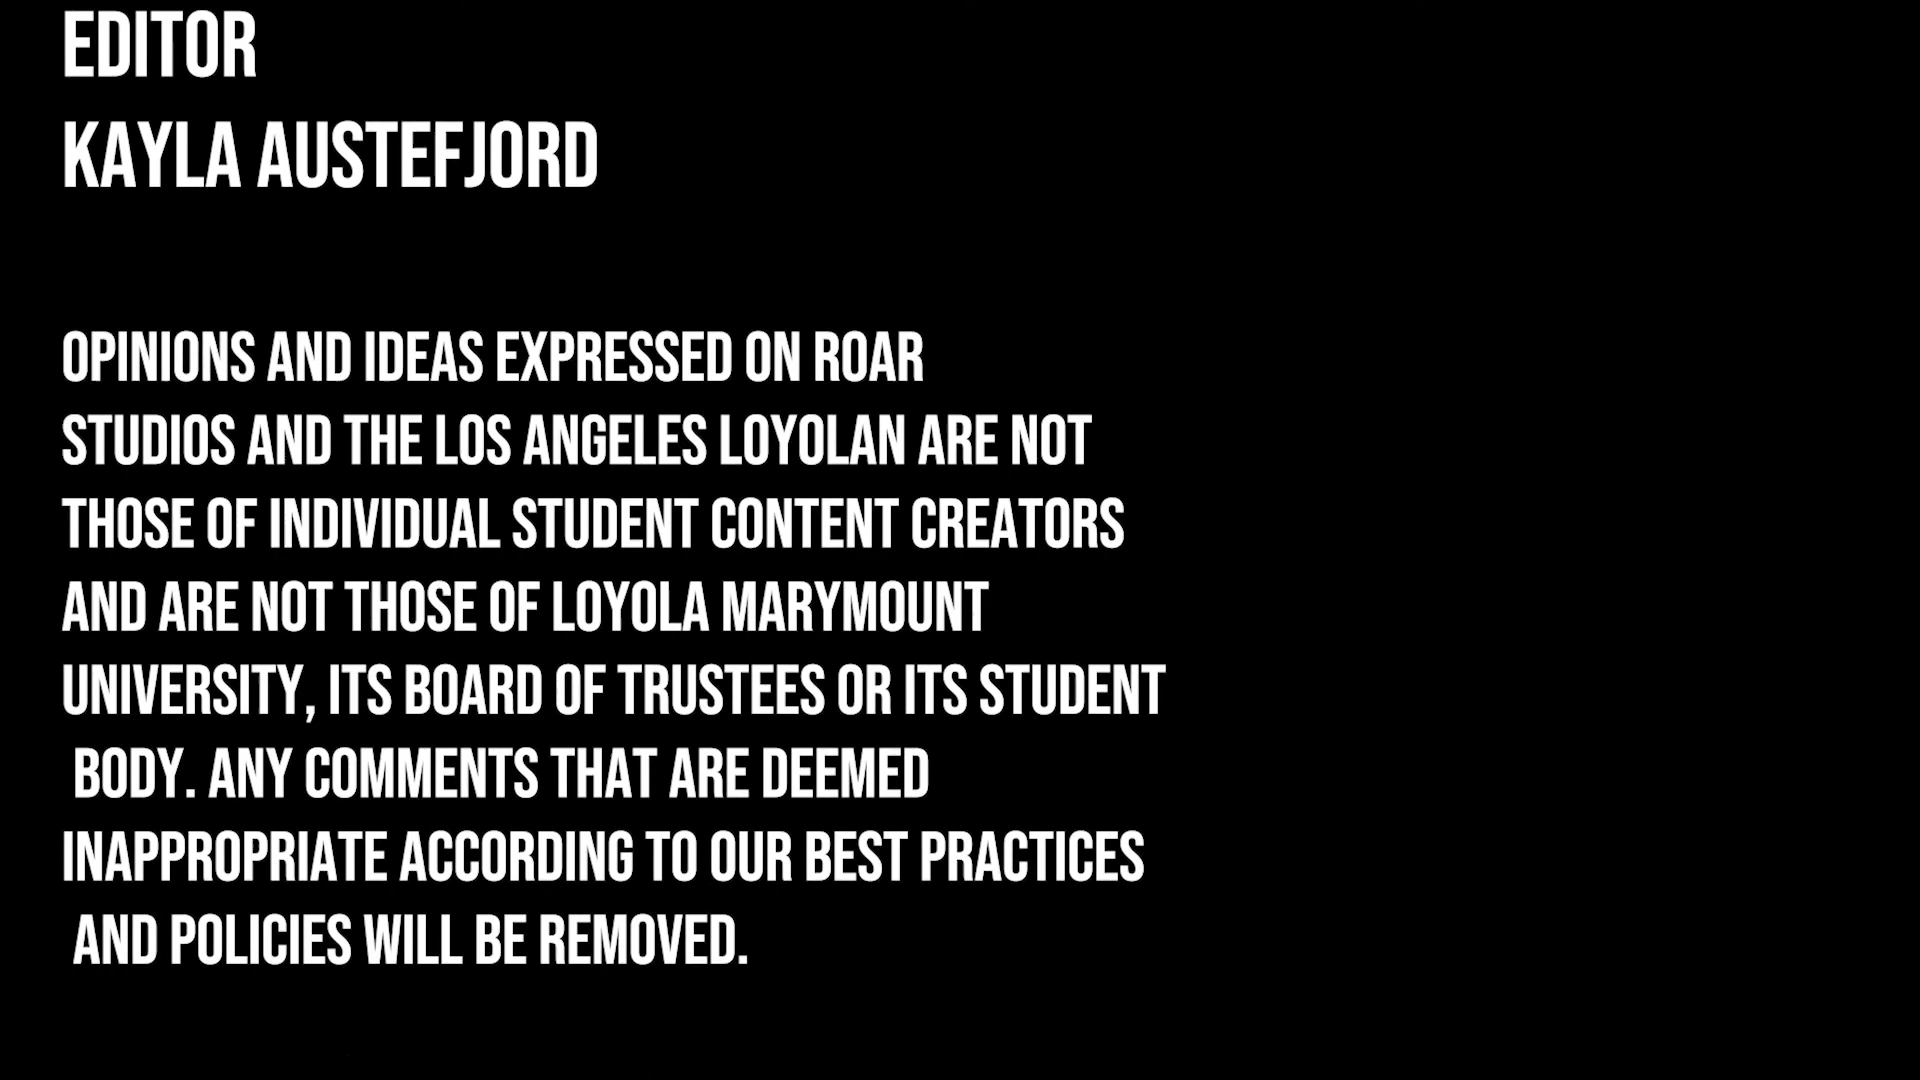 EDITOR
KAYLA AUSTEFJORD
OPINIONS AND IDEAS EXPRESSED ON ROAR
STUDIOS AND THE LOS ANGELES LOYOLAN ARE NOT
THOSE OF INDIVIDUAL STUDENT CONTENT CREATORS
AND ARE NOT THOSE OF LOYOLA MARYMOUNT
UNIVERSITY, ITS BOARD OF TRUSTEES OR ITS STUDENT
BODY. ANY COMMENTS THAT ARE DEEMED
INAPPROPRIATE ACCORDING TO OUR BEST PRACTICES
AND POLICIES WILL BE REMOVED.